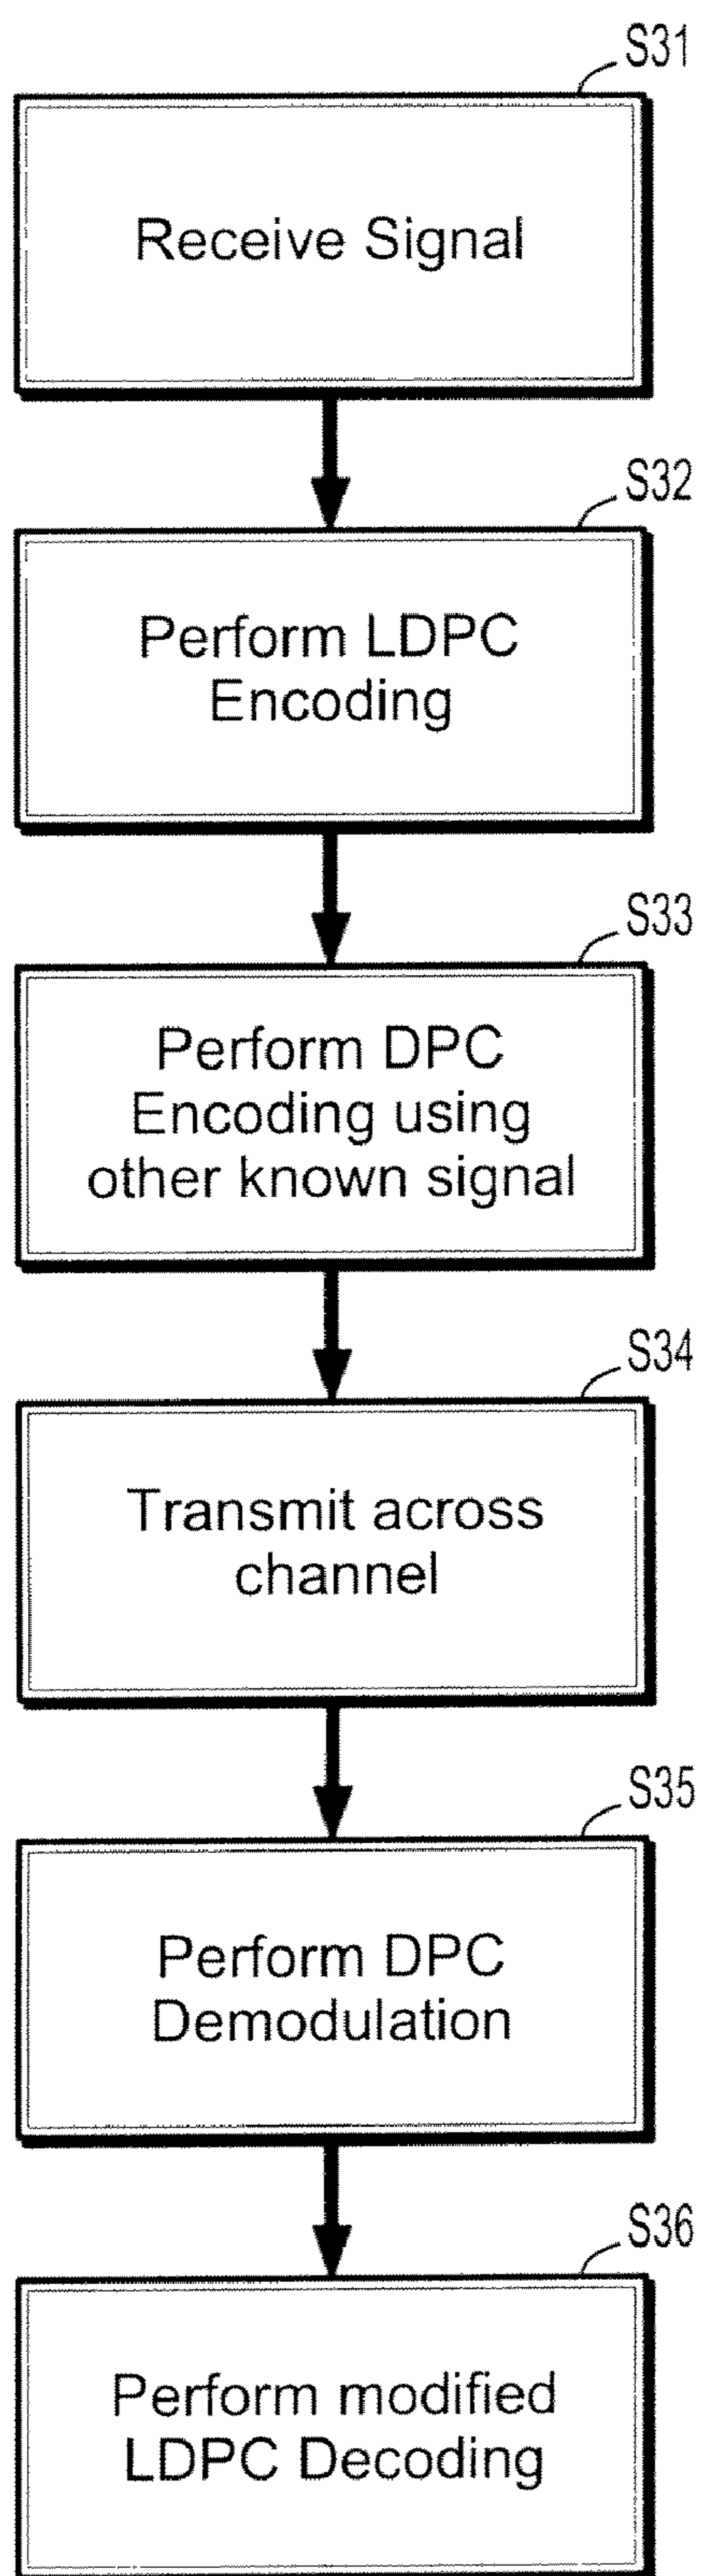 S31
Receive Signal
S32
Perform LDPC
Encoding
S33
Perform DPC
Encoding using
other known signal
S34
Transmit across
channel
S35
Perform DPC
Demodulation
S36
Perform modified
LDPC Decoding